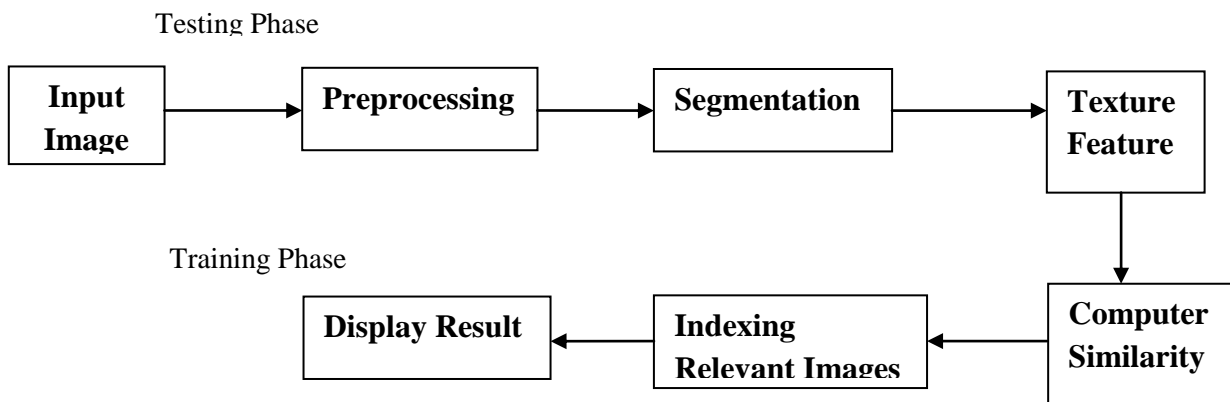 Testing Phase
Input
Image
Preprocessing
Segmentation
Texture
Feature
Training Phase
Display Result
Indexing
Relevant Images
Computer
Similarity